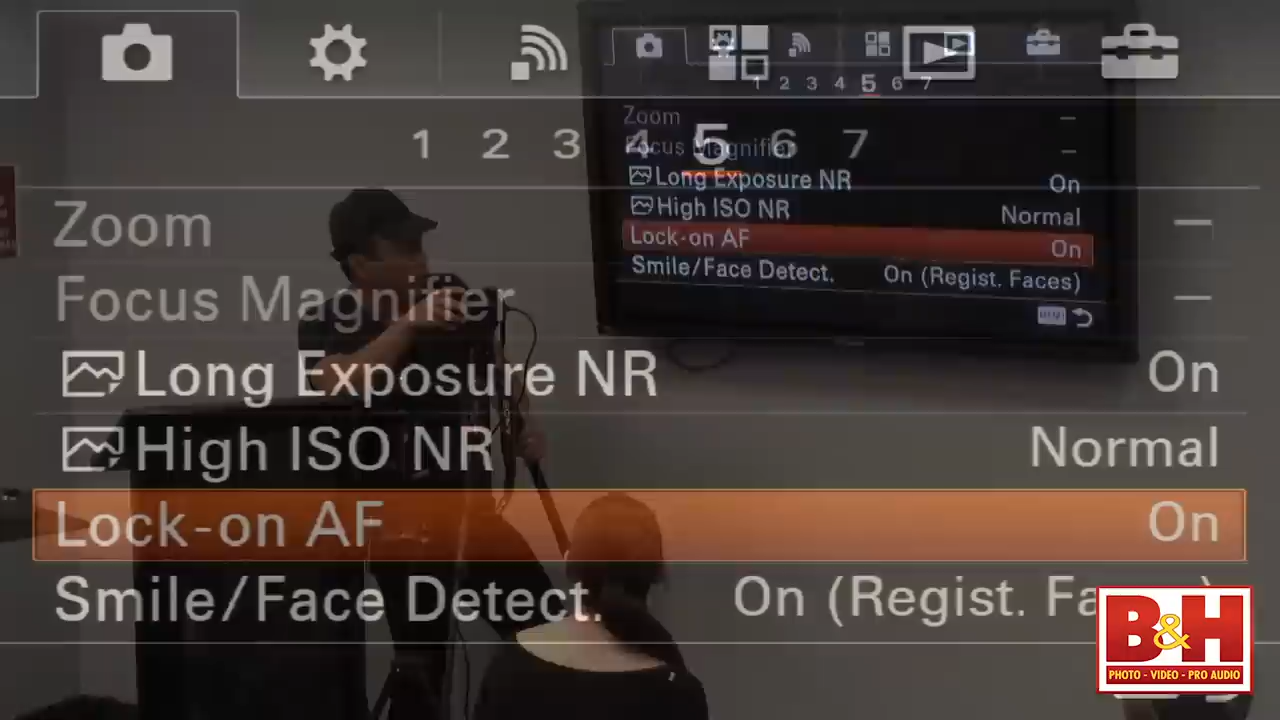 1 2 3 4 5 6 7
Zoom –
Focus Magnifier –
Long Exposure NR On
High ISO NR Normal
Lock-on AF On
Smile/Face Detect. On (Regist. Fa
1 2 3 4 5 6 7
Zoom –
Focus Magnifier –
Long Exposure NR On
High ISO NR Normal
Lock-on AF On
Smile/Face Detect. On (Regist. Faces)
MENU
B&H
PHOTO - VIDEO - PRO AUDIO